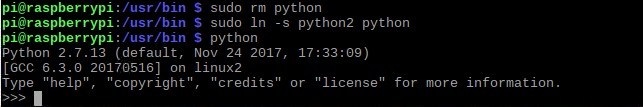 pi@raspberrypi:/usr/bin $ sudo rm python
pi@raspberrypi:/usr/bin $ sudo ln -s python2 python
pi@raspberrypi:/usr/bin $ python
Python 2.7.13 (default, Nov 24 2017, 17:33:09)
[GCC 6.3.0 20170516] on linux2
Type "help", "copyright", "credits" or "license" for more information.
>>>